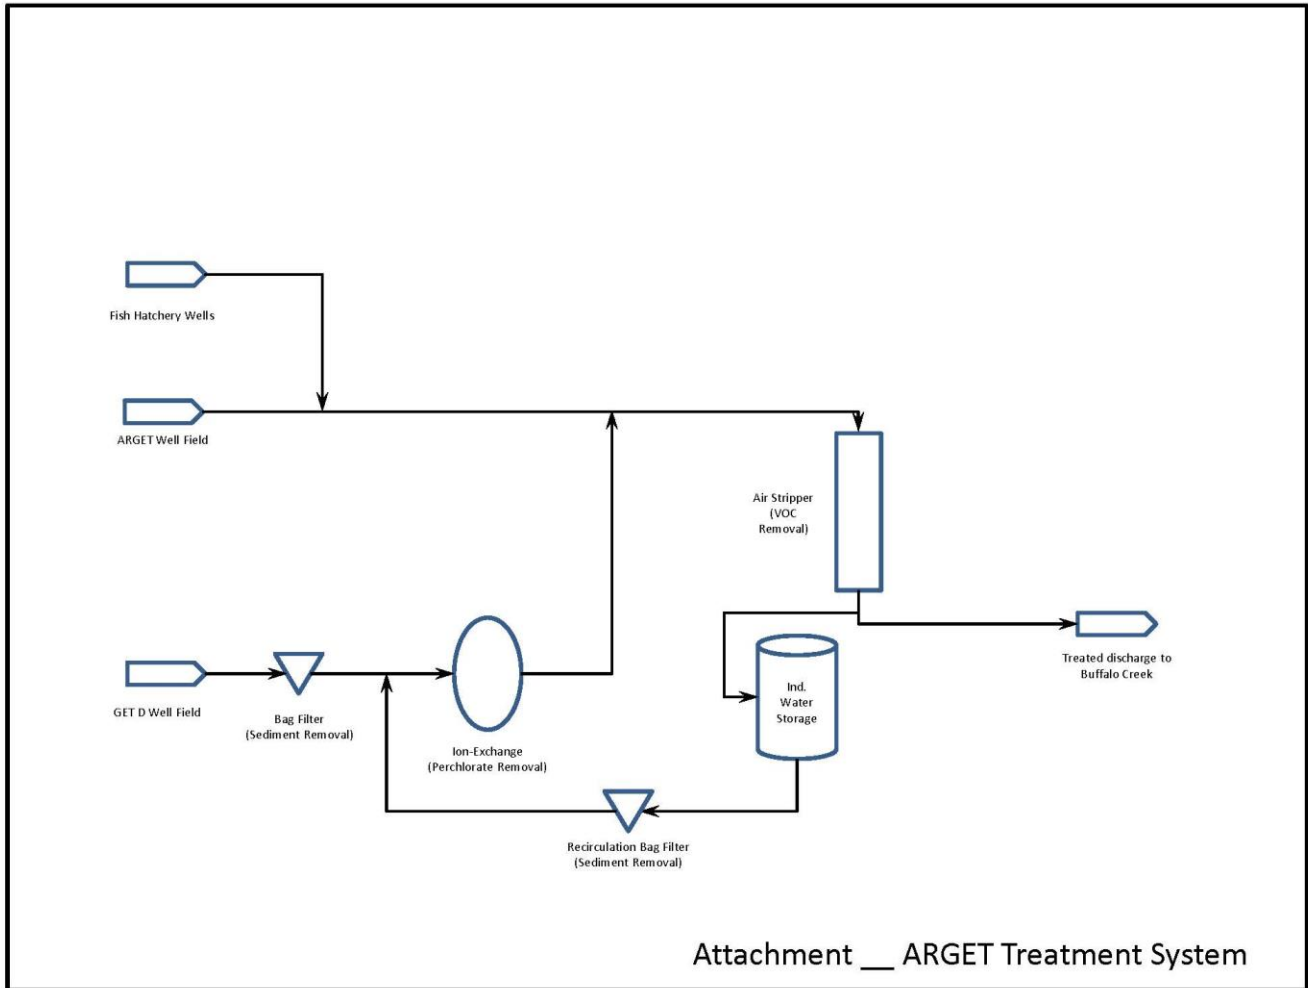 Fish Hatchery Wells
ARGET Well Field
Air Stripper
(VOC
Removal)
Treated discharge to
Buffalo Creek
Ind.
Water
Storage
GET D Well Field
Bag Filter
(Sediment Removal)
Ion-Exchange
(Perchlorate Removal)
Recirculation Bag Filter
(Sediment Removal)
Attachment __ ARGET Treatment System